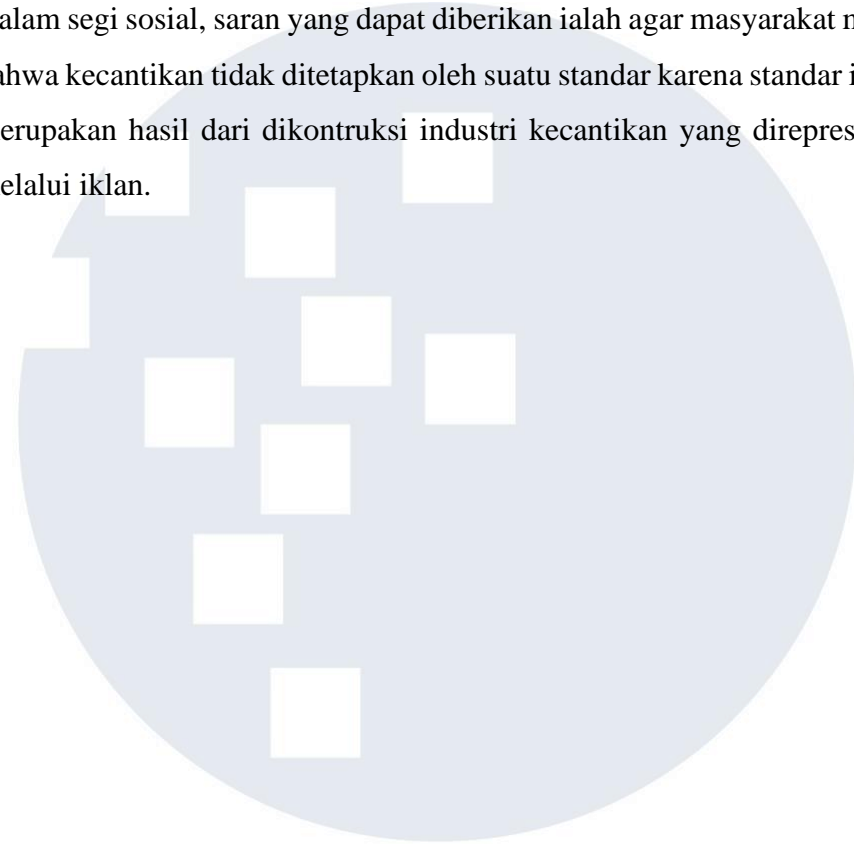 alam segi sosial, saran yang dapat diberikan ialah agar masyarakat
ahwa kecantikan tidak ditetapkan oleh suatu standar karena standar
erupakan hasil dari dikontruksi industri kecantikan yang direpres
elalui iklan.